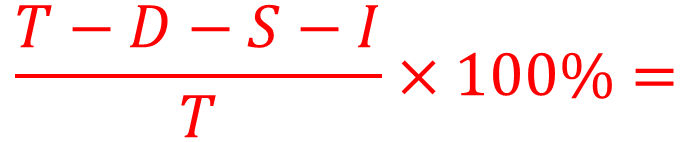 T − D − S − I
T
× 100% =